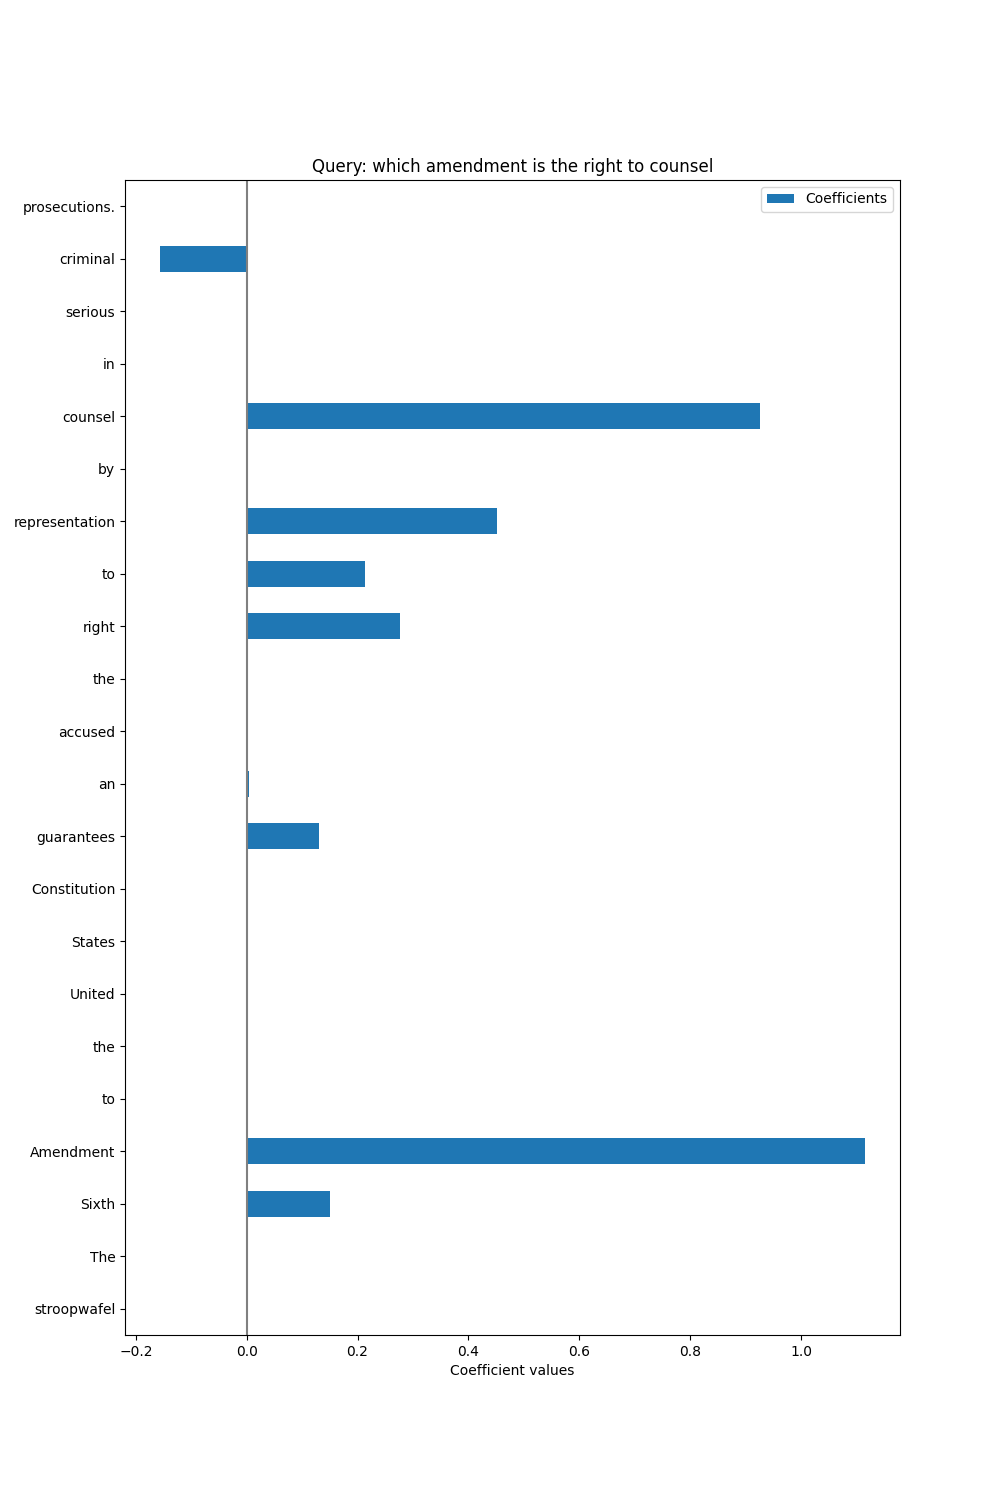 Query: which amendment is the right to counsel
Coefficients
prosecutions.
criminal
serious
in
counsel
by
representation
to
right
the
accused
an
guarantees
Constitution
States
United
the
to
Amendment
Sixth
The
stroopwafel
−0.2 0.0 0.2 0.4 0.6 0.8 1.0
Coefficient values